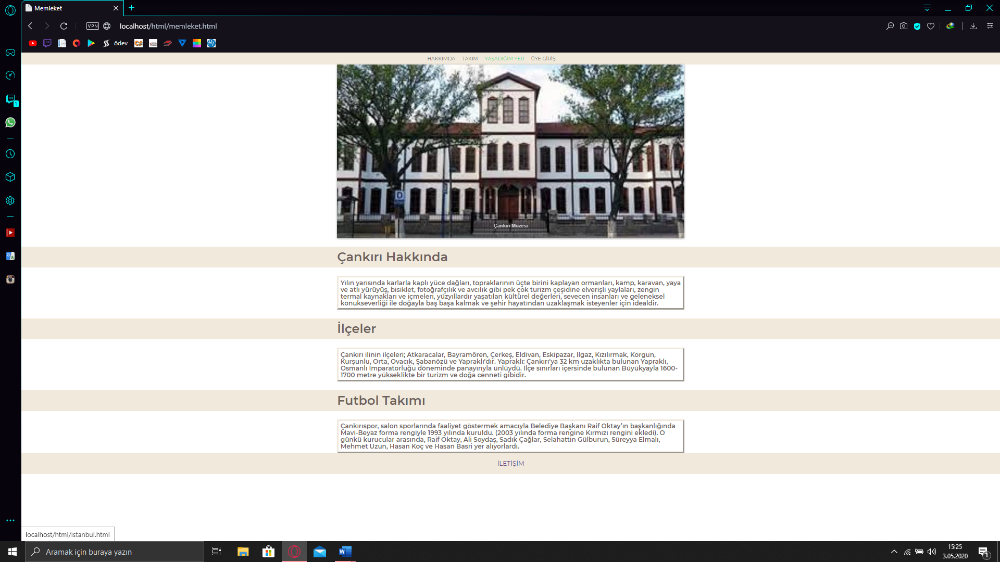 Memleket
VPN
localhost/html/memleket.html
ödev
HAKKIMDA TAKIM YAŞADIĞIM YER ÜYE GİRİŞ
D
Çankırı Müzesi
Çankırı Hakkında
Yılın yarısında karlarla kaplı yüce dağları, topraklarının üçte birini kaplayan ormanları, kamp, karavan, yaya
ve atlı yürüyüş, bisiklet, fotoğrafçılık ve avcılık gibi pek çok turizm çeşidine elverişli yaylaları, zengin
termal kaynakları ve içmeleri, yüzyıllardır yaşatılan kültürel değerleri, sevecen insanları ve geleneksel
konukseverliği ile doğayla baş başa kalmak ve şehir hayatından uzaklaşmak isteyenler için idealdir.
İlçeler
Çankırı ilinin ilçeleri; Atkaracalar, Bayramören, Çerkeş, Eldivan, Eskipazar, Ilgaz, Kızılırmak, Korgun,
Kurşunlu, Orta, Ovacık, Şabanözü ve Yapraklı'dır. Yapraklı: Çankırı'ya 32 km uzaklıkta bulunan Yapraklı,
Osmanlı İmparatorluğu döneminde panayırıyla ünlüydü. İlçe sınırları içersinde bulunan Büyükyayla 1600-
1700 metre yükseklikte bir turizm ve doğa cenneti gibidir.
Futbol Takımı
Çankırıspor, salon sporlarında faaliyet göstermek amacıyla Belediye Başkanı Raif Oktay’ın başkanlığında
Mavi-Beyaz forma rengiyle 1993 yılında kuruldu. (2003 yılında forma rengine Kırmızı rengini ekledi). O
günkü kurucular arasında, Raif Oktay, Ali Soydaş, Sadık Çağlar, Selahattin Gülburun, Süreyya Elmalı,
Mehmet Uzun, Hasan Koç ve Hasan Basri yer alıyorlardı.
İLETİŞİM
localhost/html/istanbul.html
Aramak için buraya yazın
15:25
3.05.2020
1